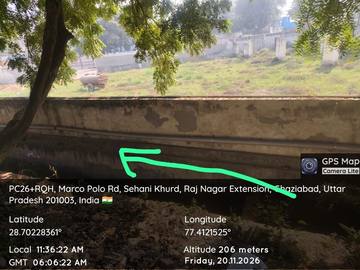 GPS Map
Camera Lite
PC26+RQH, Marco Polo Rd, Sehani Khurd, Raj Nagar Extension, Ghaziabad, Uttar
Pradesh 201003, India 🇮🇳
Latitude
28.70228361°
Longitude
77.4121525°
Local 11:36:22 AM
GMT 06:06:22 AM
Altitude 206 meters
Friday, 20.11.2026